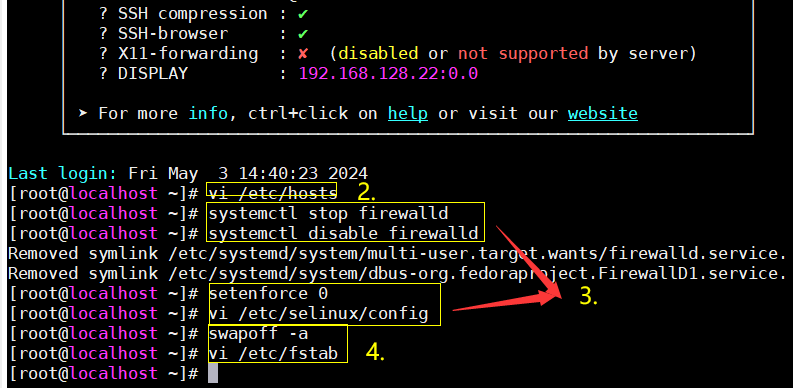 ? SSH compression : ✔
? SSH-browser : ✔
? X11-forwarding : ✘ (disabled or not supported by server)
? DISPLAY : 192.168.128.22:0.0
➤ For more info, ctrl+click on help or visit our website
Last login: Fri May 3 14:40:23 2024
[root@localhost ~]# vi /etc/hosts 2.
[root@localhost ~]# systemctl stop firewalld
[root@localhost ~]# systemctl disable firewalld
Removed symlink /etc/systemd/system/multi-user.target.wants/firewalld.service.
Removed symlink /etc/systemd/system/dbus-org.fedoraproject.FirewallD1.service.
[root@localhost ~]# setenforce 0 3.
[root@localhost ~]# vi /etc/selinux/config
[root@localhost ~]# swapoff -a
[root@localhost ~]# vi /etc/fstab 4.
[root@localhost ~]#